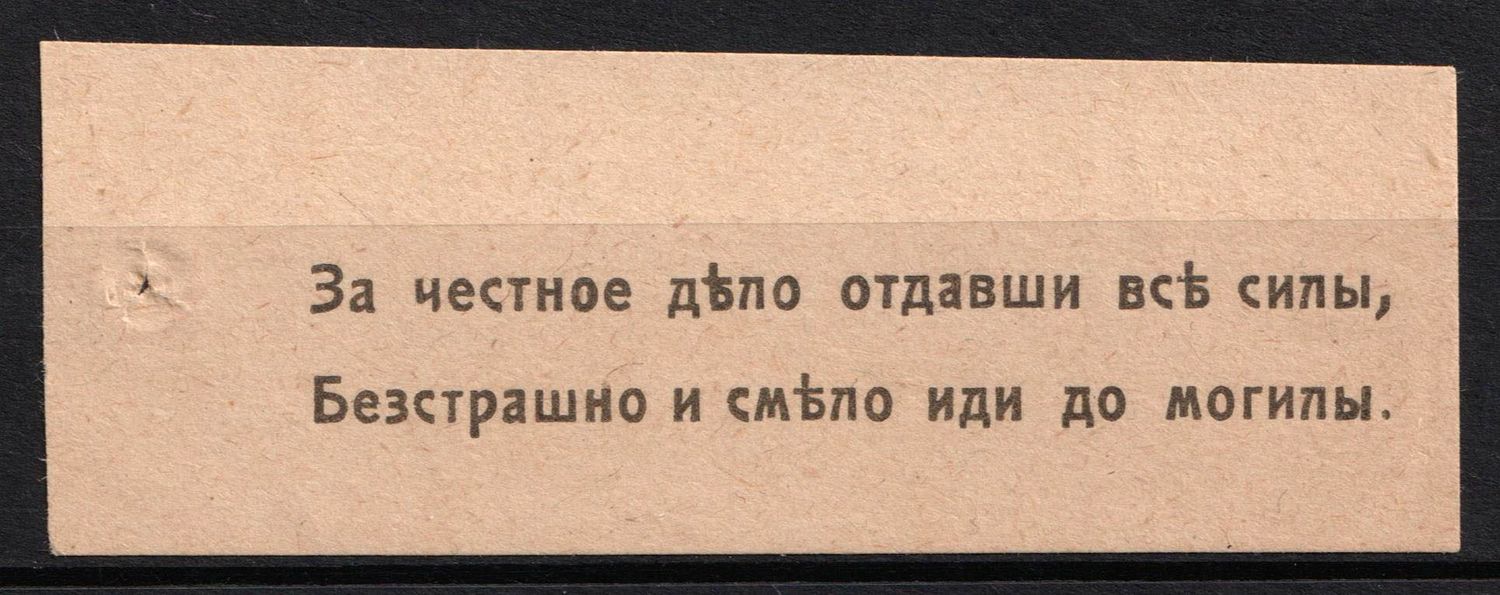 За честное дѣло отдавши всѣ силы,
Безстрашно и смѣло иди до могилы.